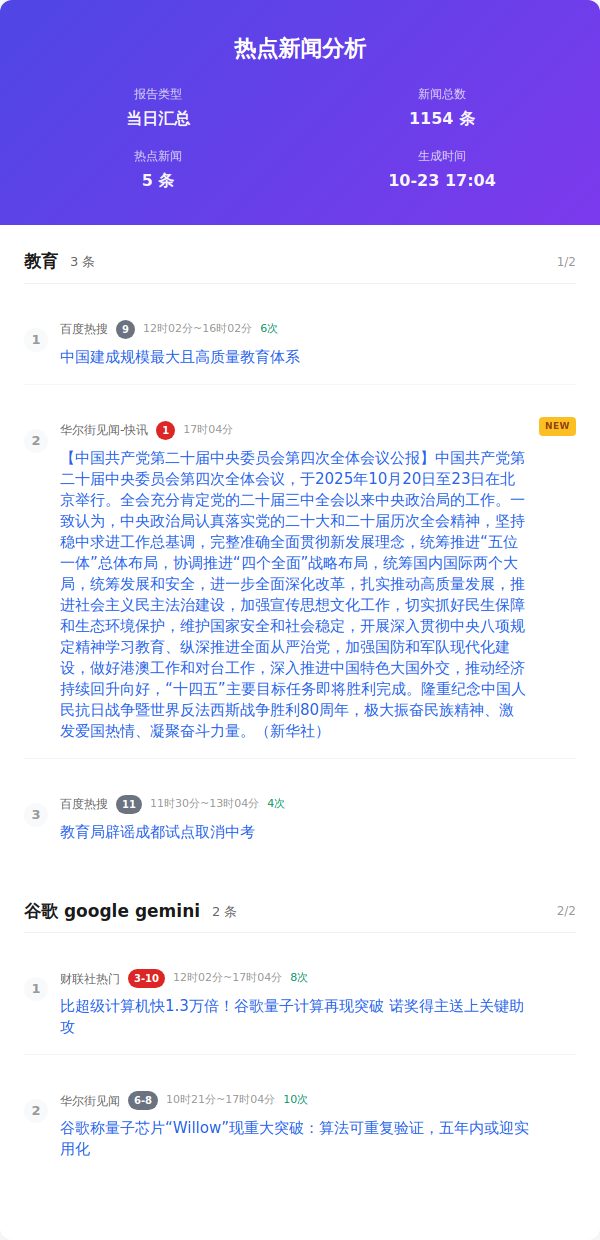 热点新闻分析
报告类型
新闻总数
当日汇总
1154 条
热点新闻
生成时间
5 条
10-23 17:04
教育 3 条 1/2
1
百度热搜 9 12时02分~16时02分 6次
中国建成规模最大且高质量教育体系
2
华尔街见闻-快讯 1 17时04分 NEW
【中国共产党第二十届中央委员会第四次全体会议公报】中国共产党第
二十届中央委员会第四次全体会议，于2025年10月20日至23日在北
京举行。全会充分肯定党的二十届三中全会以来中央政治局的工作。一
致认为，中央政治局认真落实党的二十大和二十届历次全会精神，坚持
稳中求进工作总基调，完整准确全面贯彻新发展理念，统筹推进“五位
一体”总体布局，协调推进“四个全面”战略布局，统筹国内国际两个大
局，统筹发展和安全，进一步全面深化改革，扎实推动高质量发展，推
进社会主义民主法治建设，加强宣传思想文化工作，切实抓好民生保障
和生态环境保护，维护国家安全和社会稳定，开展深入贯彻中央八项规
定精神学习教育、纵深推进全面从严治党，加强国防和军队现代化建
设，做好港澳工作和对台工作，深入推进中国特色大国外交，推动经济
持续回升向好，“十四五”主要目标任务即将胜利完成。隆重纪念中国人
民抗日战争暨世界反法西斯战争胜利80周年，极大振奋民族精神、激
发爱国热情、凝聚奋斗力量。（新华社）
3
百度热搜 11 11时30分~13时04分 4次
教育局辟谣成都试点取消中考
谷歌 google gemini 2 条 2/2
1
财联社热门 3-10 12时02分~17时04分 8次
比超级计算机快1.3万倍！谷歌量子计算再现突破 诺奖得主送上关键助
攻
2
华尔街见闻 6-8 10时21分~17时04分 10次
谷歌称量子芯片“Willow”现重大突破：算法可重复验证，五年内或迎实
用化